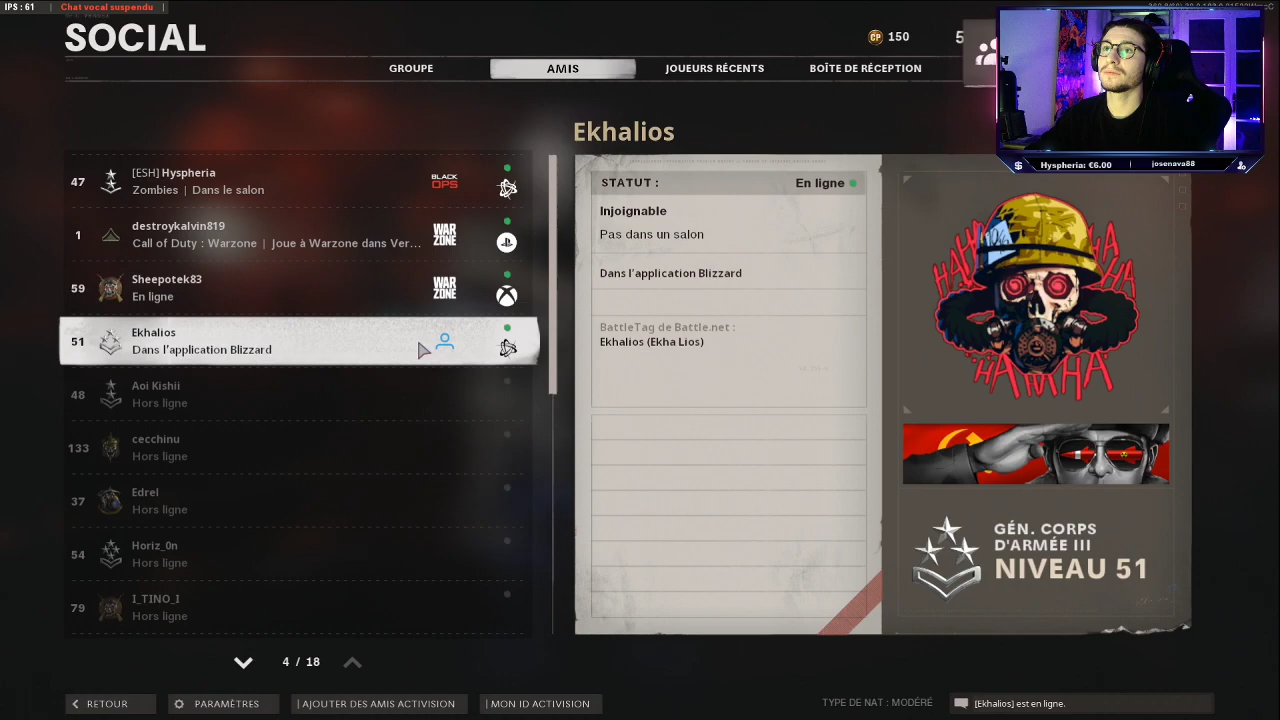 IPS : 61 | Chat vocal suspendu |
SOCIAL
CP 150
GROUPE
AMIS
JOUEURS RÉCENTS
BOÎTE DE RÉCEPTION
Hyspheria: €6.00 | josenava88
47 [ESH] Hyspheria
Zombies | Dans le salon
BLACK OPS
1 destroykalvin819
Call of Duty : Warzone | Joue à Warzone dans Ver...
WAR ZONE
59 Sheepotek83
En ligne
WAR ZONE
51 Ekhalios
Dans l'application Blizzard
48 Aoi Kishii
Hors ligne
133 cecchinu
Hors ligne
37 Edrel
Hors ligne
54 Horiz_0n
Hors ligne
79 I_TINO_I
Hors ligne
4 / 18
Ekhalios
STATUT : En ligne
Injoignable
Pas dans un salon
Dans l'application Blizzard
BattleTag de Battle.net :
Ekhalios (Ekha Lios)
GÉN. CORPS
D'ARMÉE III
NIVEAU 51
RETOUR
PARAMÈTRES
AJOUTER DES AMIS ACTIVISION
MON ID ACTIVISION
TYPE DE NAT : MODÉRÉ
[Ekhalios] est en ligne.